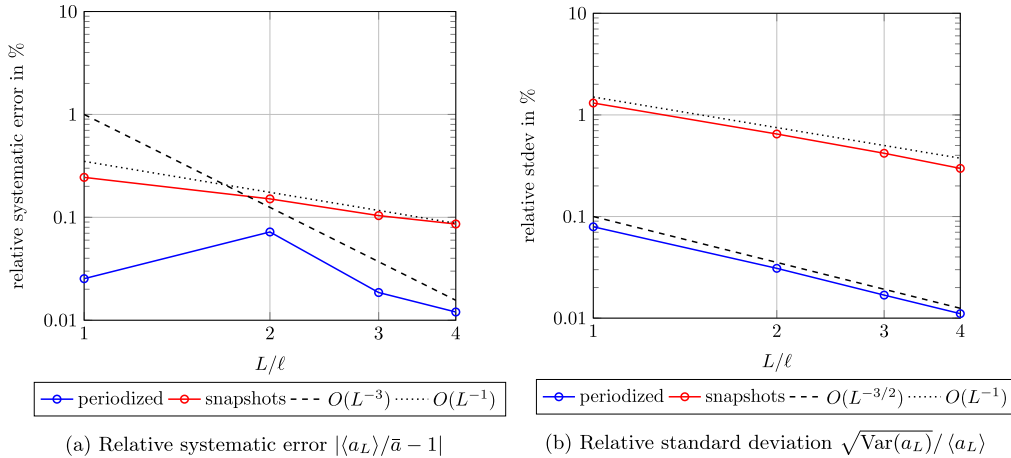 relative systematic error in %
10
1
0.1
0.01
1 2 3 4
L/ℓ
periodized snapshots O(L⁻³) O(L⁻¹)
(a) Relative systematic error |⟨a_L⟩/ā − 1|
relative stdev in %
10
1
0.1
0.01
1 2 3 4
L/ℓ
periodized snapshots O(L^{−3/2}) O(L⁻¹)
(b) Relative standard deviation √Var(a_L)/ ⟨a_L⟩